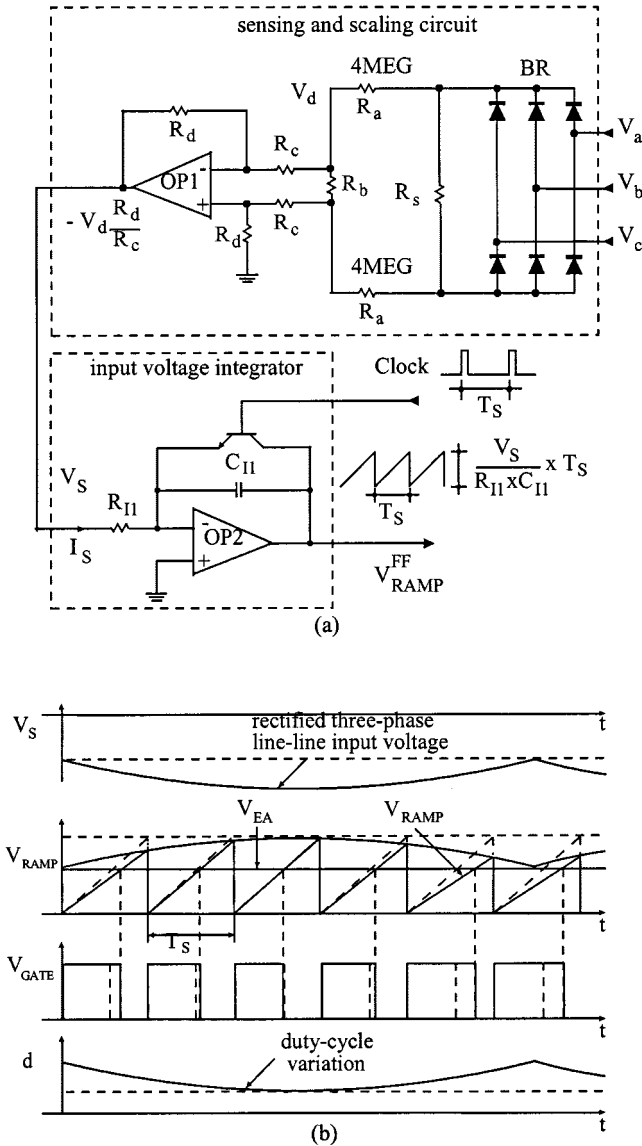 sensing and scaling circuit
4MEG
BR
V_d
R_a
R_d
R_c
V_a
OP1
-
+
R_b
R_s
V_b
R_c
R_d
- V_d R_d/R_c
V_c
4MEG
R_a
input voltage integrator
Clock
T_S
C_I1
V_S
R_I1
V_S/(R_I1 x C_I1) x T_S
T_S
-
OP2
+
I_S
V_RAMP^FF
(a)
V_S
rectified three-phase
t
line-line input voltage
V_EA
V_RAMP
V_RAMP
t
T_S
V_GATE
t
duty-cycle
d
variation
t
(b)